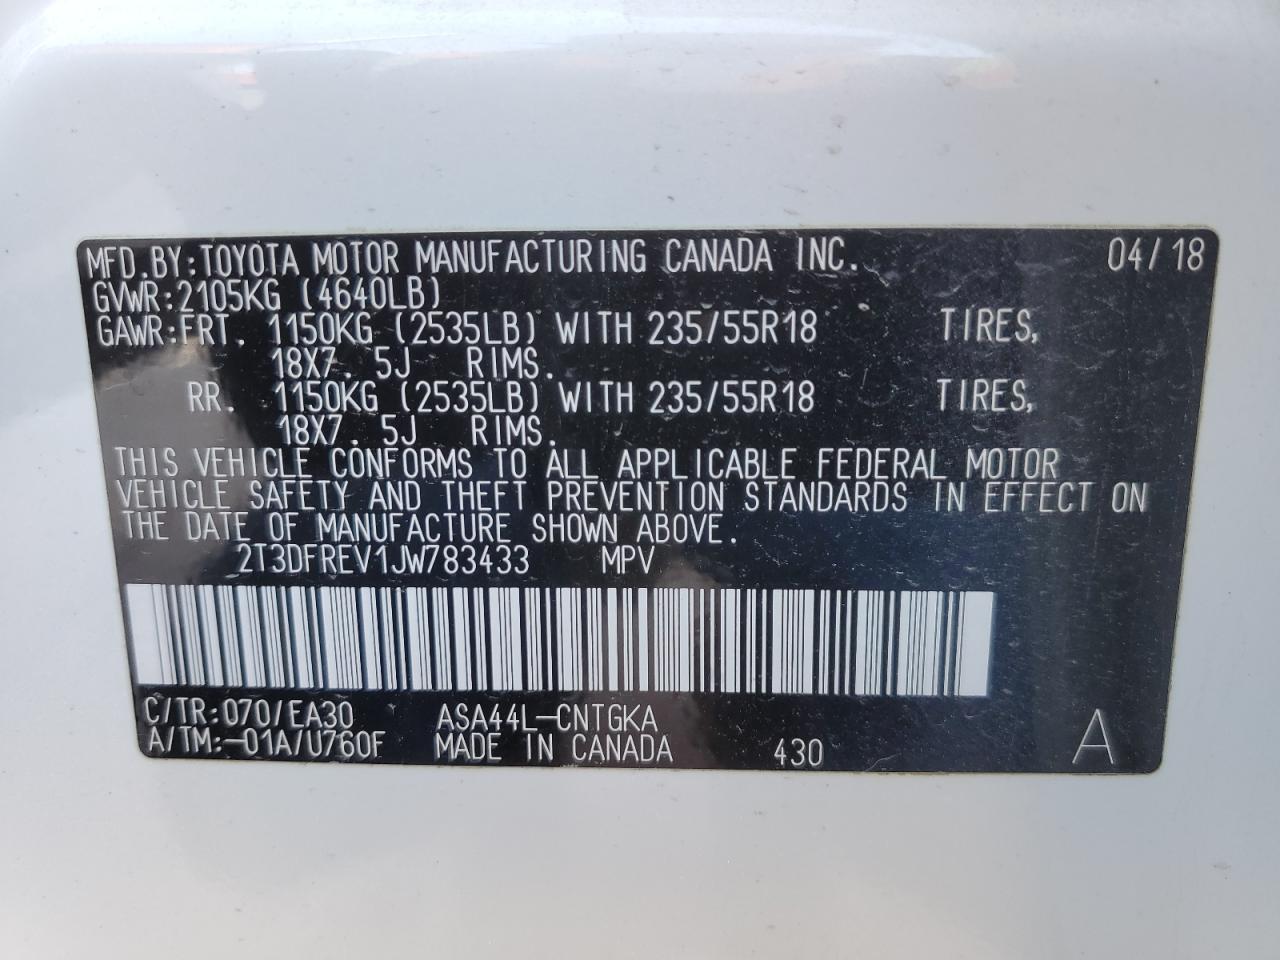 MFD.BY:TOYOTA MOTOR MANUFACTURING CANADA INC. 04/18
GVWR:2105KG (4640LB)
GAWR:FRT. 1150KG (2535LB) WITH 235/55R18 TIRES,
18X7. 5J RIMS.
RR. 1150KG (2535LB) WITH 235/55R18 TIRES,
18X7. 5J RIMS.
THIS VEHICLE CONFORMS TO ALL APPLICABLE FEDERAL MOTOR
VEHICLE SAFETY AND THEFT PREVENTION STANDARDS IN EFFECT ON
THE DATE OF MANUFACTURE SHOWN ABOVE.
2T3DFREV1JW783433 MPV
C/TR:070/EA30 ASA44L-CNTGKA
A/TM:-01A/U760F MADE IN CANADA 430 A